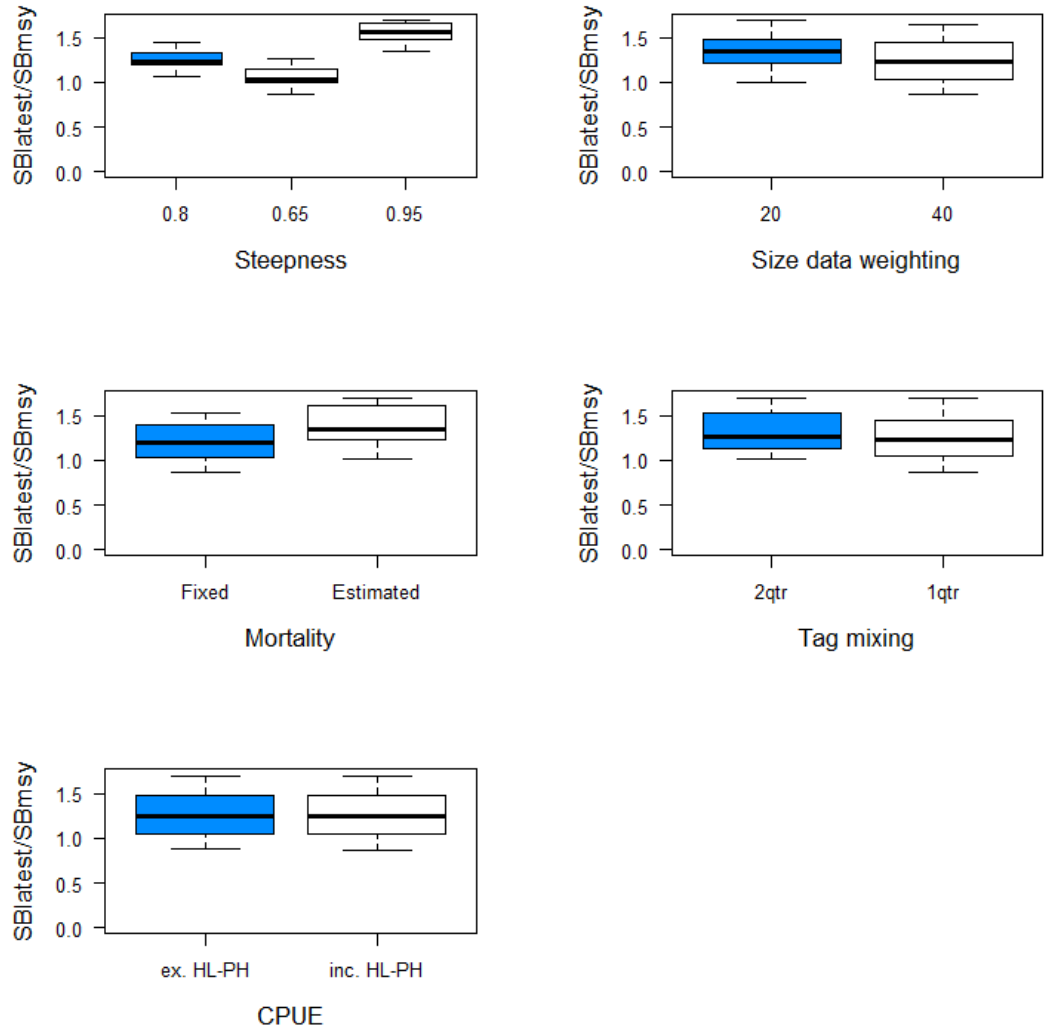 SBlatest/SBmsy
1.5
1.0
0.5
0.0
0.8 0.65 0.95
Steepness
SBlatest/SBmsy
1.5
1.0
0.5
0.0
20 40
Size data weighting
SBlatest/SBmsy
1.5
1.0
0.5
0.0
Fixed Estimated
Mortality
SBlatest/SBmsy
1.5
1.0
0.5
0.0
2qtr 1qtr
Tag mixing
SBlatest/SBmsy
1.5
1.0
0.5
0.0
ex. HL-PH inc. HL-PH
CPUE